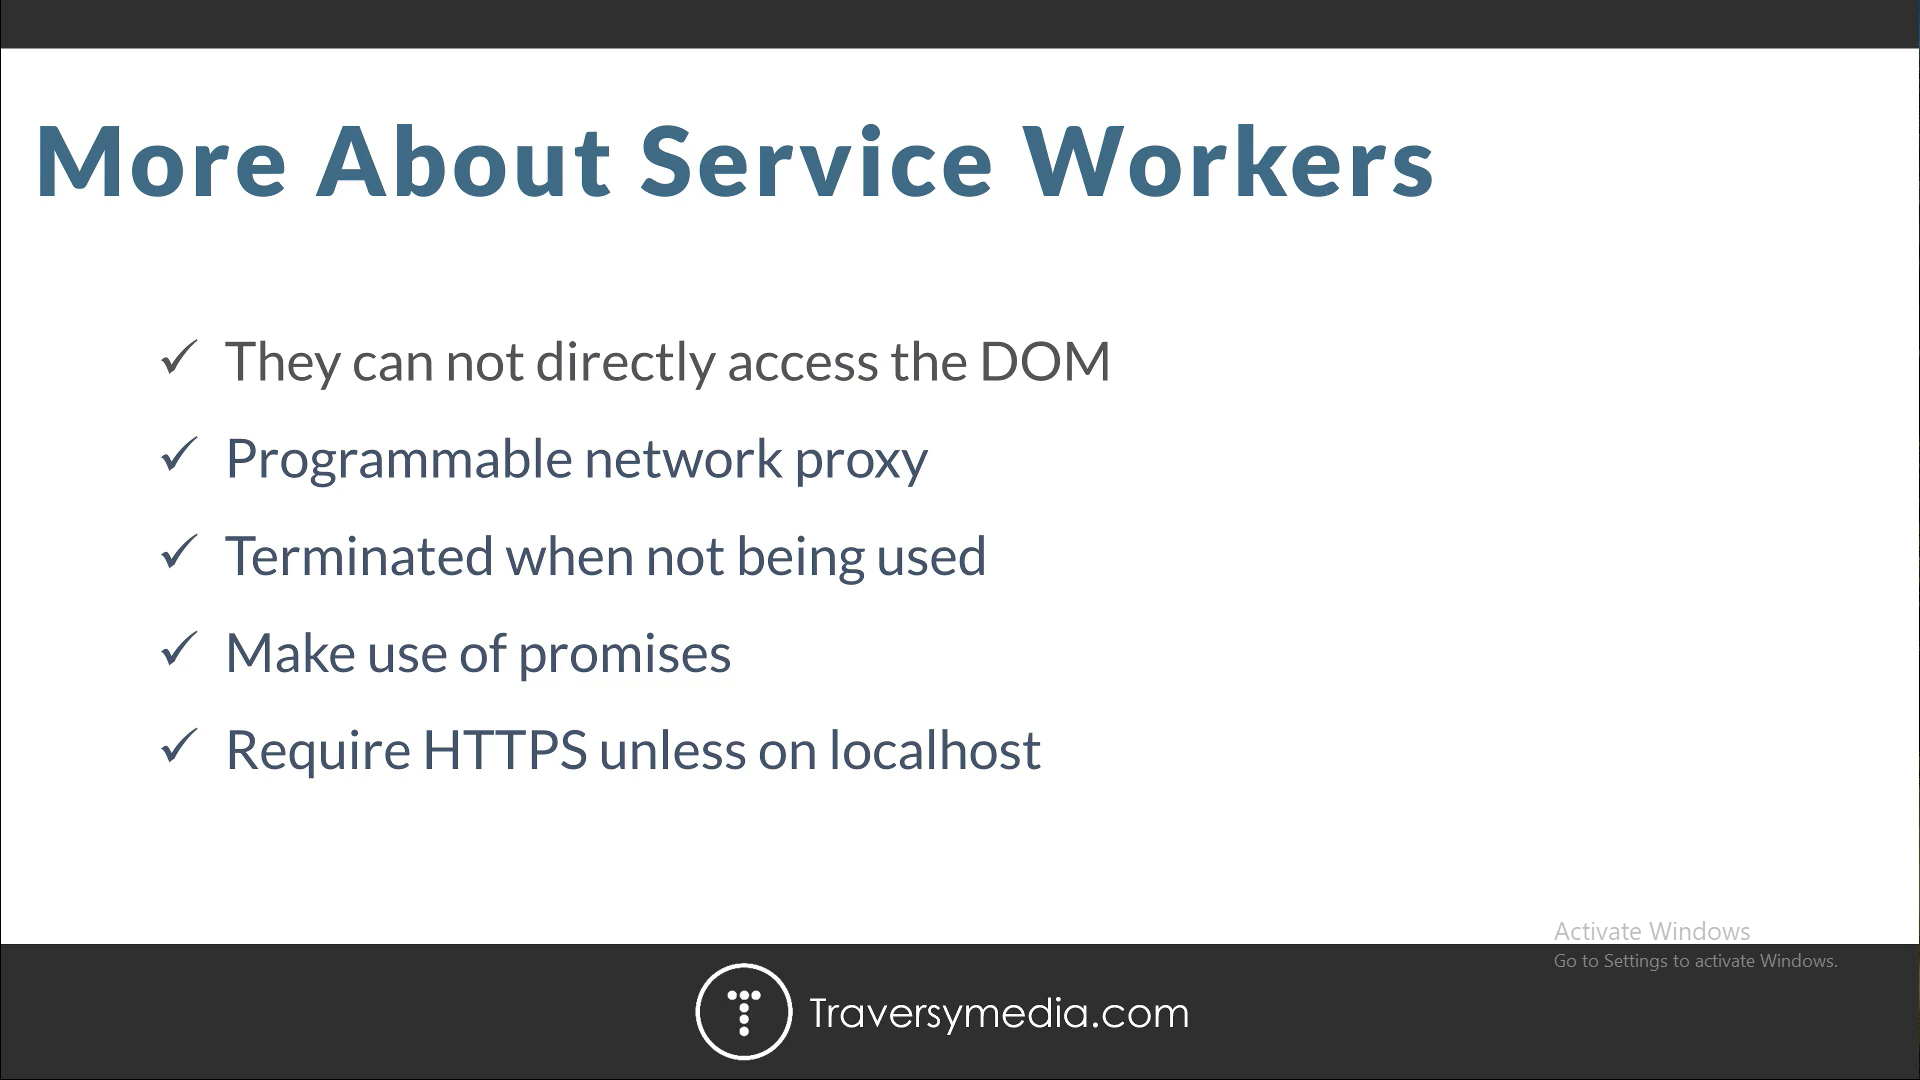 More About Service Workers
✓ They can not directly access the DOM
✓ Programmable network proxy
✓ Terminated when not being used
✓ Make use of promises
✓ Require HTTPS unless on localhost
Activate Windows
Go to Settings to activate Windows.
T Traversymedia.com